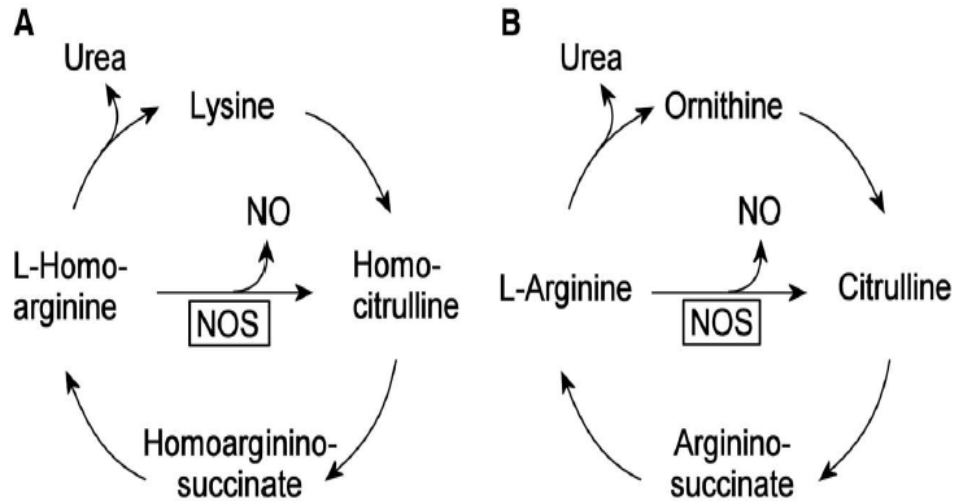 A
Urea
Lysine
NO
L-Homo-
arginine
Homo-
citrulline
NOS
Homoarginino-
succinate
B
Urea
Ornithine
NO
L-Arginine
Citrulline
NOS
Arginino-
succinate